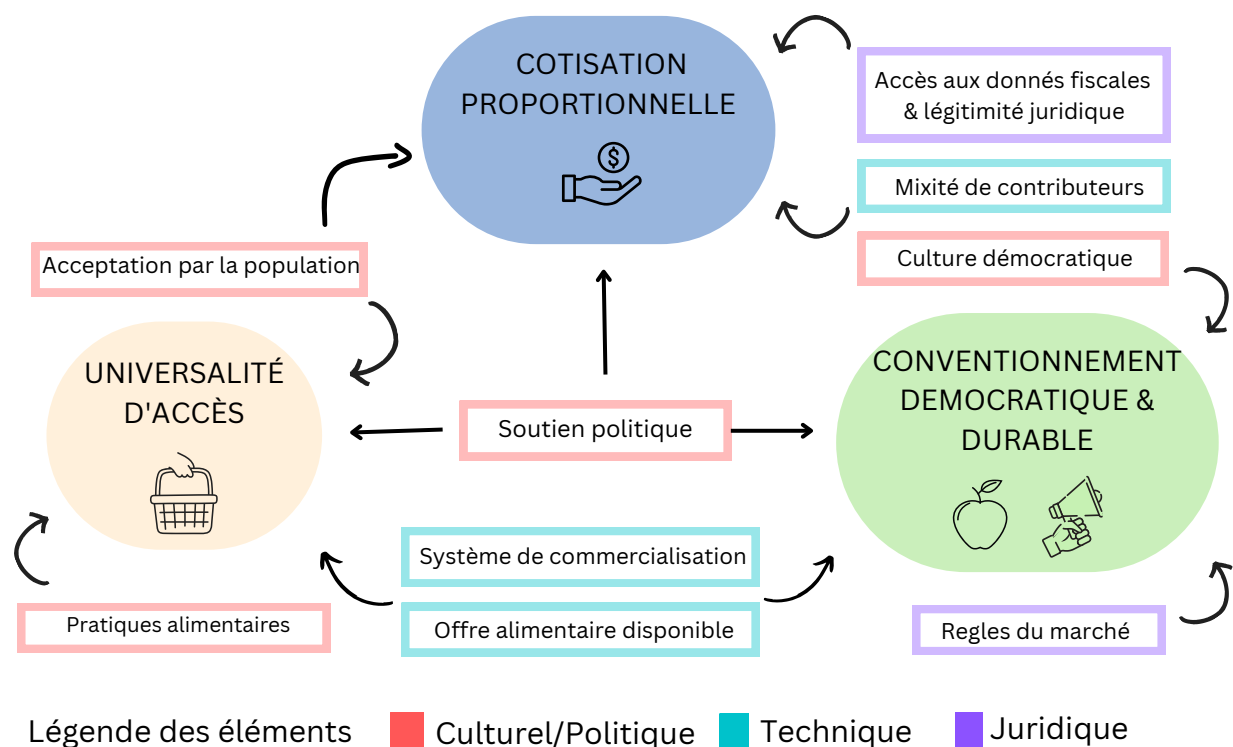 COTISATION
PROPORTIONNELLE
$
Accès aux donnés fiscales
& légitimité juridique
Mixité de contributeurs
Culture démocratique
Acceptation par la population
UNIVERSALITÉ
D'ACCÈS
Soutien politique
CONVENTIONNEMENT
DEMOCRATIQUE &
DURABLE
Système de commercialisation
Offre alimentaire disponible
Pratiques alimentaires
Regles du marché
Légende des éléments
Culturel/Politique
Technique
Juridique